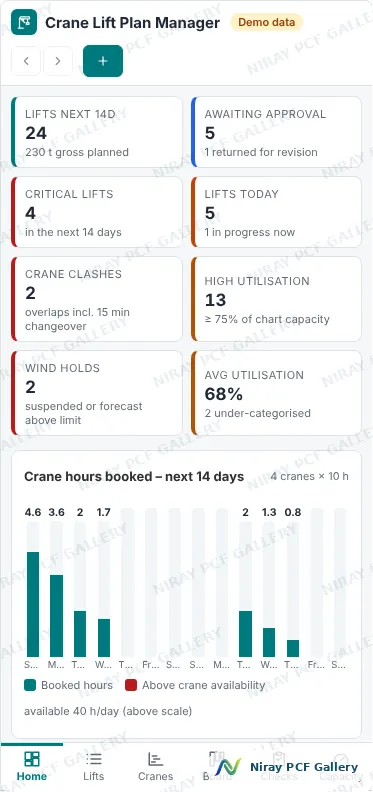 Crane Lift Plan Manager
Demo data
LIFTS NEXT 14D
24
230 t gross planned
AWAITING APPROVAL
5
1 returned for revision
CRITICAL LIFTS
4
in the next 14 days
LIFTS TODAY
5
1 in progress now
CRANE CLASHES
2
overlaps incl. 15 min
changeover
HIGH UTILISATION
13
≥ 75% of chart capacity
WIND HOLDS
2
suspended or forecast
above limit
AVG UTILISATION
68%
2 under-categorised
Crane hours booked – next 14 days
4 cranes × 10 h
4.6 3.6 2 1.7 2 1.3 0.8
S... M... T... W... T... Fr... S... S... M... T... W... T... Fr... S...
Booked hours
Above crane availability
available 40 h/day (above scale)
Home
Lifts
Cranes
Board
Checks
Capacity
Niray PCF Gallery
NIRAY PCF GALLERY